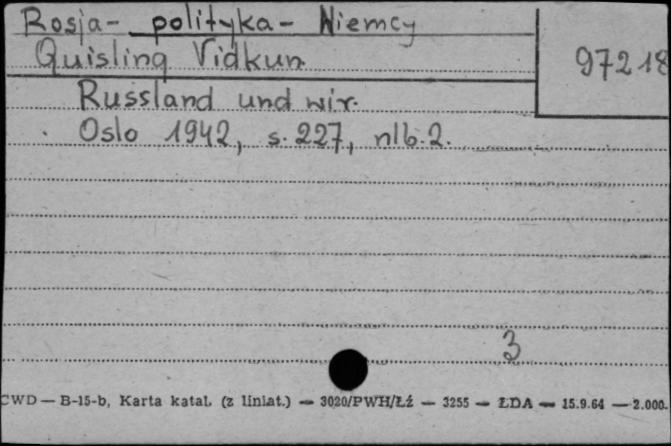 Rosja- polityka- Niemcy
Quisling Vidkun
97218
Russland und wir.
Oslo 1942, s. 227, nlb. 2.
3
CWD — B-15-b, Karta katal. (z liniat.) — 3020/PWH/Łź — 3255 — ŁDA — 15.9.64 — 2.000.